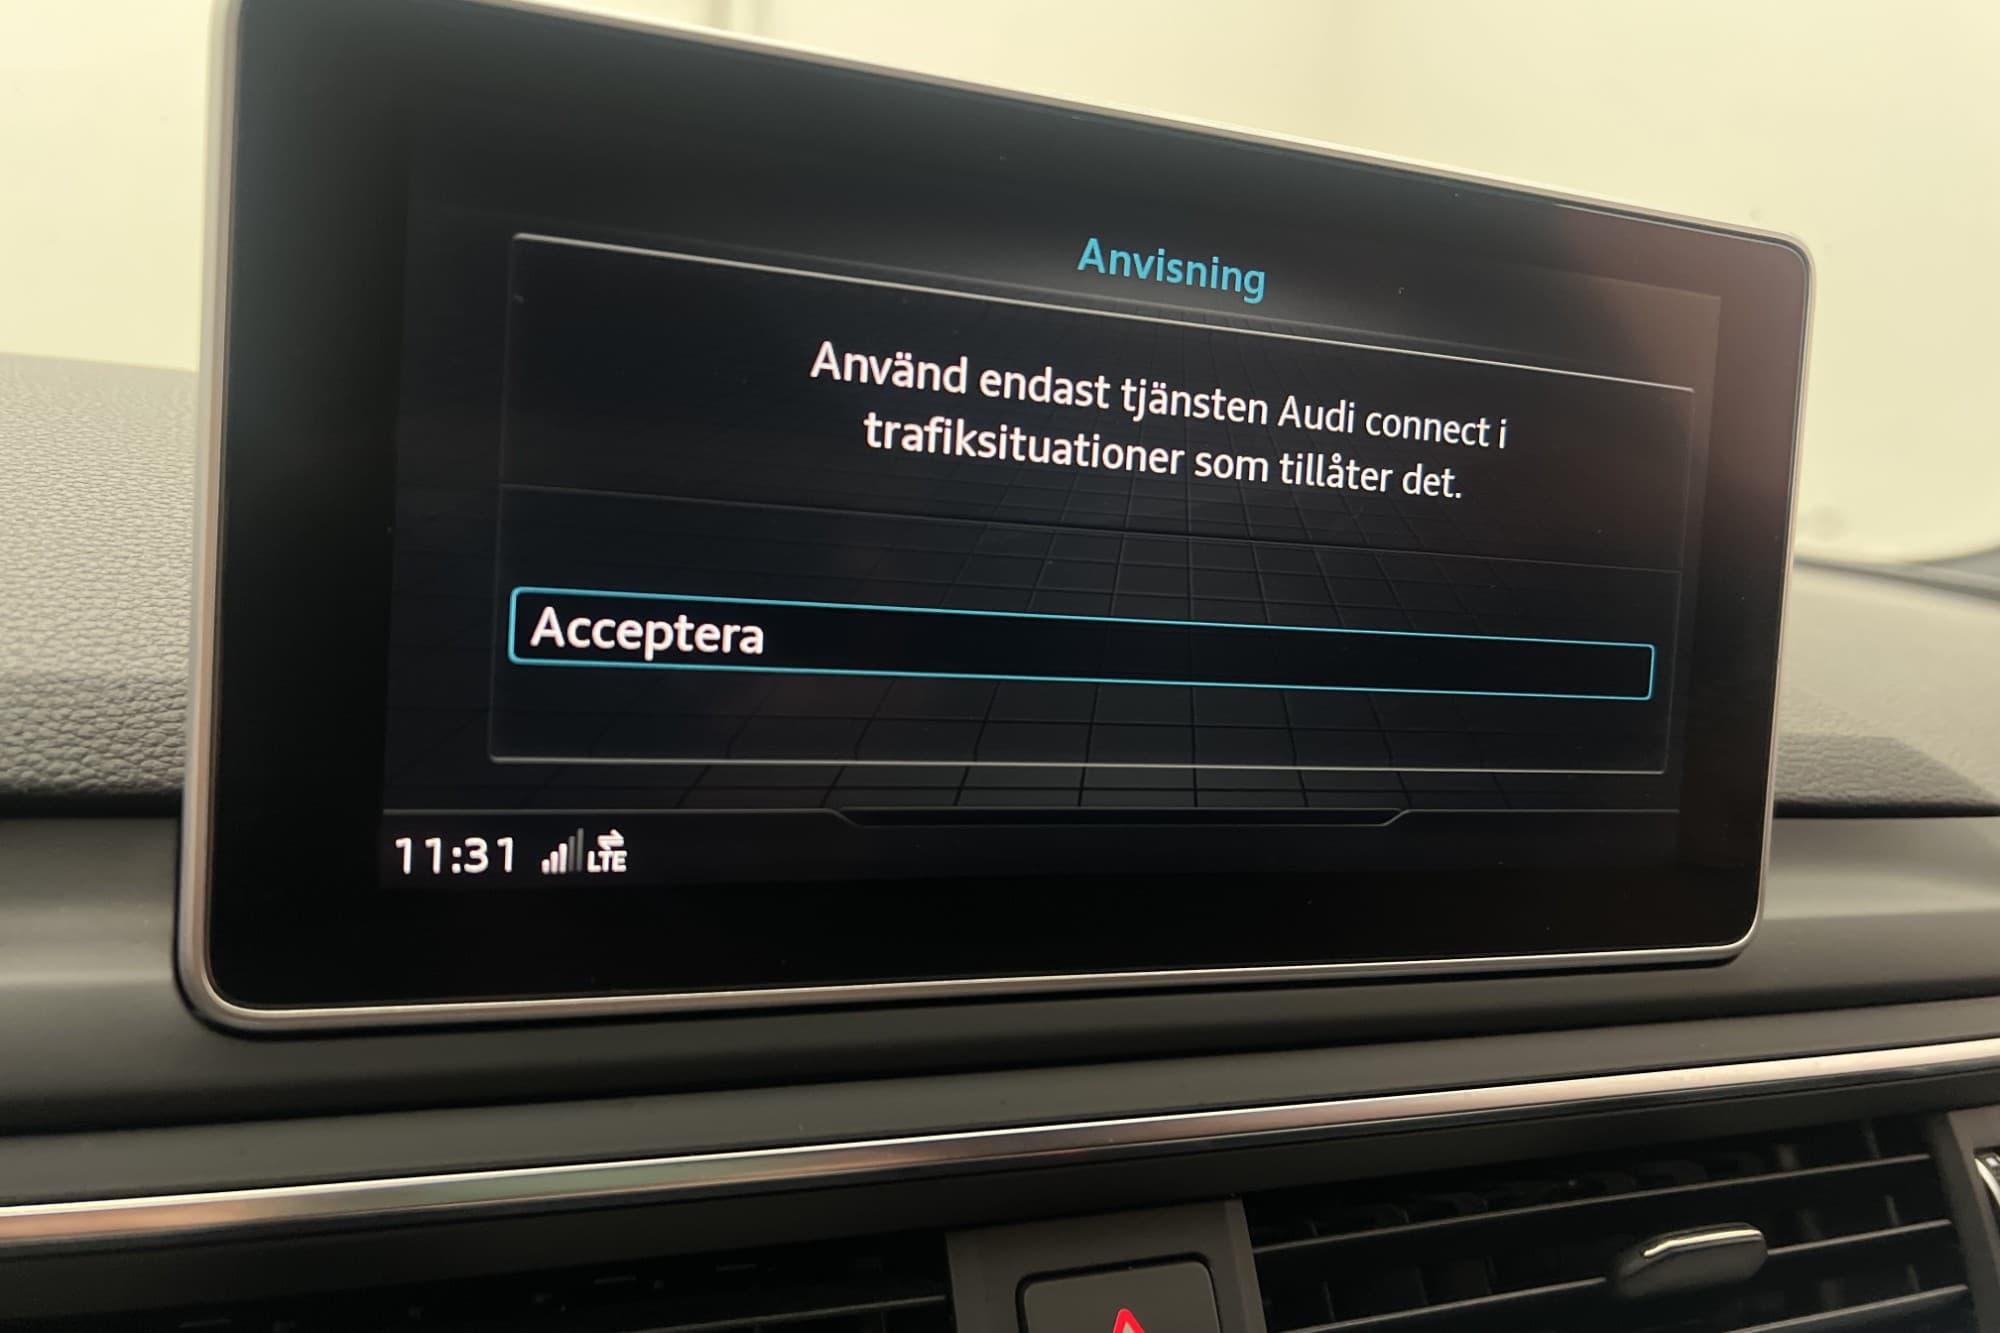 Anvisning
Använd endast tjänsten Audi connect i
trafiksituationer som tillåter det.
Acceptera
11:31 LTE